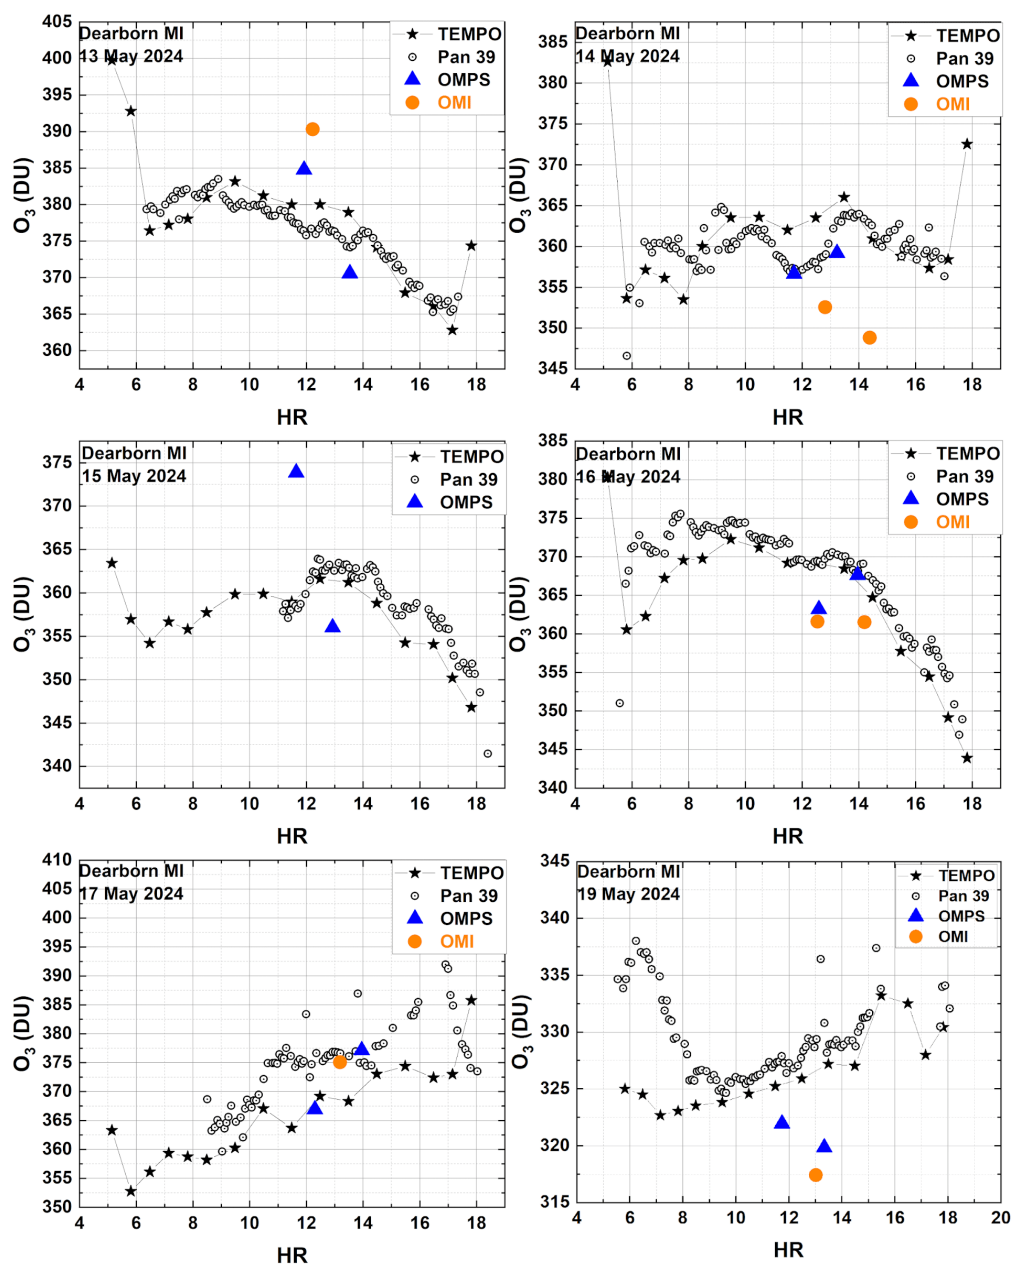 Dearborn MI
13 May 2024
TEMPO
Pan 39
OMPS
OMI
405
400
395
390
385
380
375
370
365
360
4 6 8 10 12 14 16 18
O3 (DU)
HR
Dearborn MI
14 May 2024
TEMPO
Pan 39
OMPS
OMI
385
380
375
370
365
360
355
350
345
4 6 8 10 12 14 16 18
O3 (DU)
HR
Dearborn MI
15 May 2024
TEMPO
Pan 39
OMPS
375
370
365
360
355
350
345
340
4 6 8 10 12 14 16 18
O3 (DU)
HR
Dearborn MI
16 May 2024
TEMPO
Pan 39
OMPS
OMI
385
380
375
370
365
360
355
350
345
340
4 6 8 10 12 14 16 18
O3 (DU)
HR
Dearborn MI
17 May 2024
TEMPO
Pan 39
OMPS
OMI
410
405
400
395
390
385
380
375
370
365
360
355
350
4 6 8 10 12 14 16 18
O3 (DU)
HR
Dearborn MI
19 May 2024
TEMPO
Pan 39
OMPS
OMI
345
340
335
330
325
320
315
4 6 8 10 12 14 16 18 20
O3 (DU)
HR